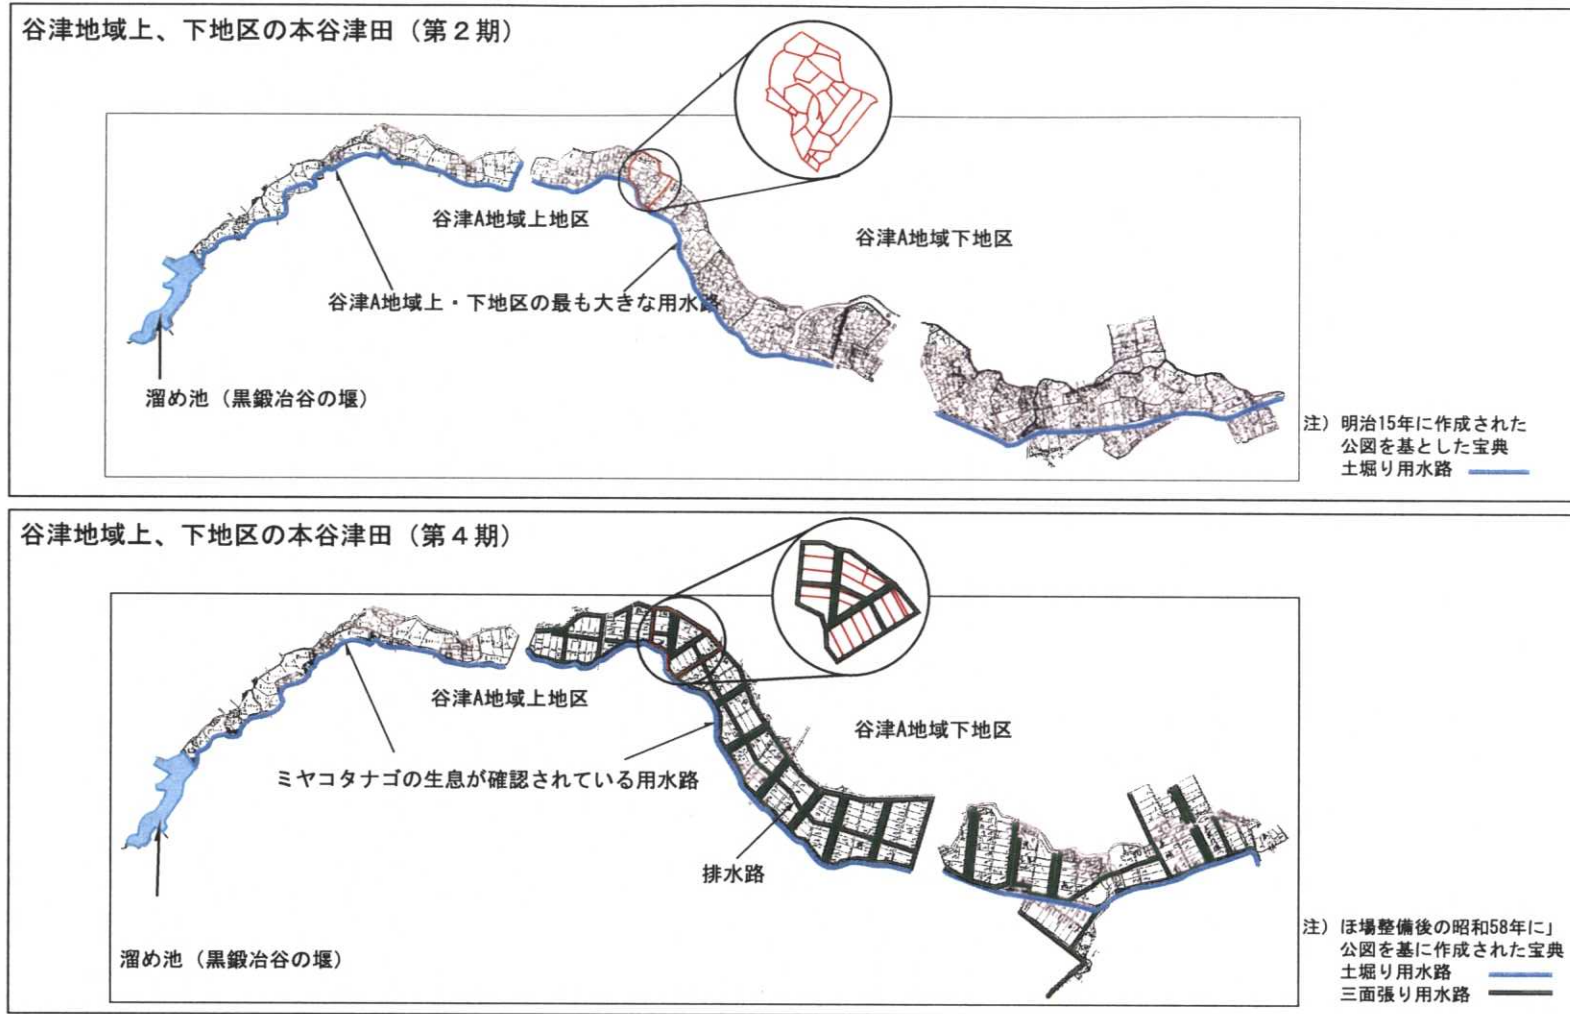 谷津地域上、下地区の本谷津田（第２期）
谷津A地域上地区
谷津A地域下地区
谷津A地域上・下地区の最も大きな用水路
溜め池（黒鍛冶谷の堰）
注）明治15年に作成された
公図を基とした宝典
土堀り用水路
谷津地域上、下地区の本谷津田（第４期）
谷津A地域上地区
谷津A地域下地区
ミヤコタナゴの生息が確認されている用水路
排水路
溜め池（黒鍛冶谷の堰）
注）ほ場整備後の昭和58年に」
公図を基に作成された宝典
土堀り用水路
三面張り用水路